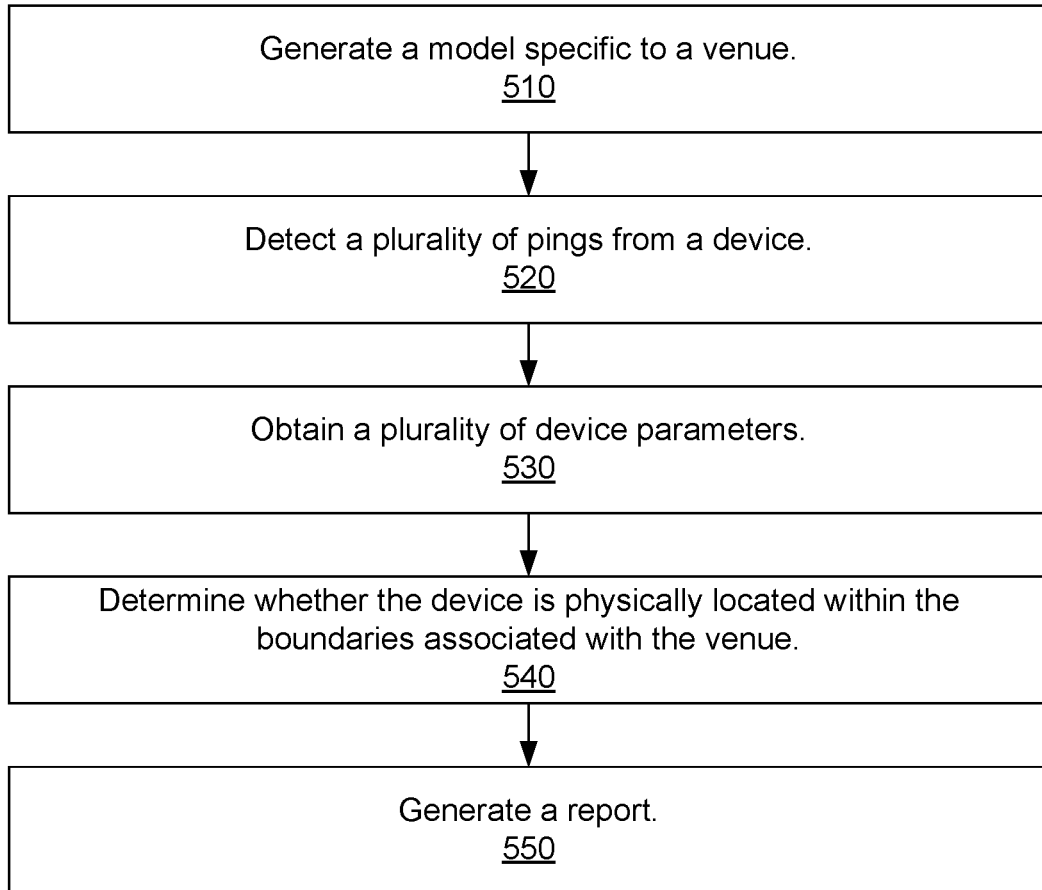 Generate a model specific to a venue.
510
Detect a plurality of pings from a device.
520
Obtain a plurality of device parameters.
530
Determine whether the device is physically located within the
boundaries associated with the venue.
540
Generate a report.
550